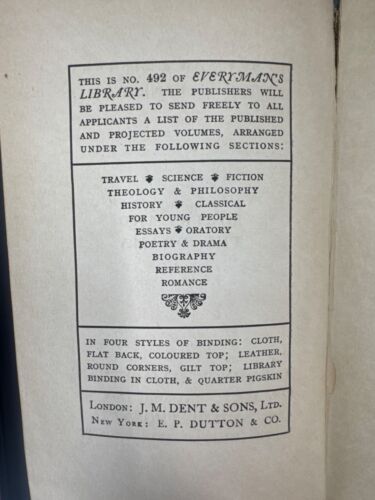 THIS IS NO. 492 OF EVERYMAN'S
LIBRARY. THE PUBLISHERS WILL
BE PLEASED TO SEND FREELY TO ALL
APPLICANTS A LIST OF THE PUBLISHED
AND PROJECTED VOLUMES, ARRANGED
UNDER THE FOLLOWING SECTIONS:
TRAVEL ❦ SCIENCE ❦ FICTION
THEOLOGY & PHILOSOPHY
HISTORY ❦ CLASSICAL
FOR YOUNG PEOPLE
ESSAYS ❦ ORATORY
POETRY & DRAMA
BIOGRAPHY
REFERENCE
ROMANCE
IN FOUR STYLES OF BINDING: CLOTH,
FLAT BACK, COLOURED TOP; LEATHER,
ROUND CORNERS, GILT TOP; LIBRARY
BINDING IN CLOTH, & QUARTER PIGSKIN
LONDON: J. M. DENT & SONS, LTD.
NEW YORK: E. P. DUTTON & CO.